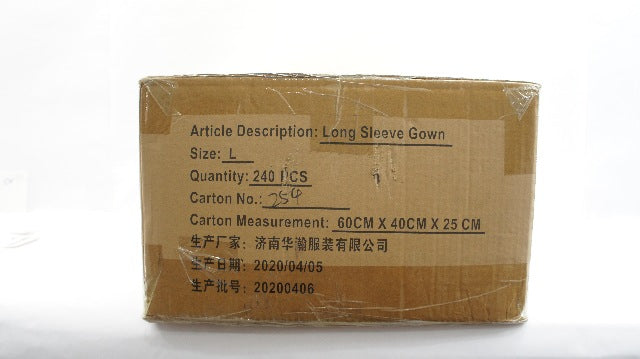 Article Description: Long Sleeve Gown
Size: L
Quantity: 240 PCS
Carton No.: 254
Carton Measurement: 60CM X 40CM X 25 CM
生产厂家：济南华瀚服装有限公司
生产日期：2020/04/05
生产批号：20200406